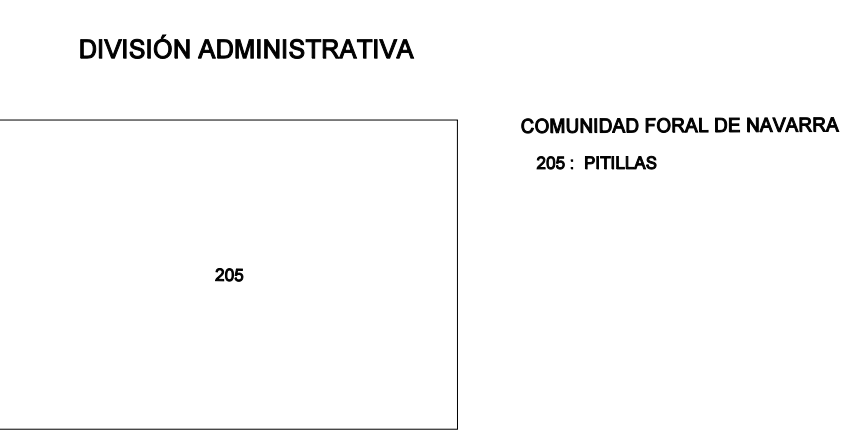 DIVISIÓN ADMINISTRATIVA
COMUNIDAD FORAL DE NAVARRA
205 : PITILLAS
205